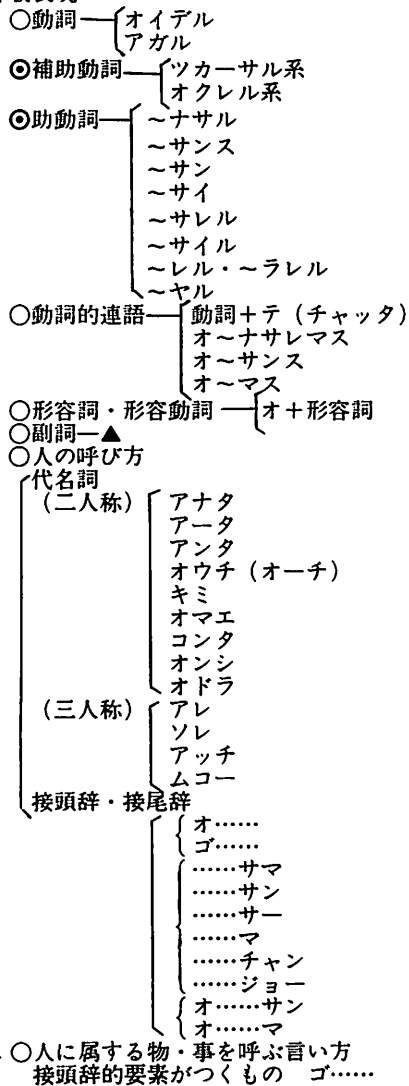 ○動詞─オイデル
アガル
◉補助動詞─ツカーサル系
オクレル系
◉助動詞─～ナサル
～サンス
～サン
～サイ
～サレル
～サイル
～レル・～ラレル
～ヤル
○動詞的連語─動詞＋テ（チャッタ）
オ～ナサレマス
オ～サンス
オ～マス
○形容詞・形容動詞─オ＋形容詞
○副詞─▲
○人の呼び方
代名詞
（二人称）アナタ
アータ
アンタ
オウチ（オーチ）
キミ
オマエ
コンタ
オンシ
オドラ
（三人称）アレ
ソレ
アッチ
ムコー
接頭辞・接尾辞
オ……
ゴ……
……サマ
……サン
……サー
……マ
……チャン
……ジョー
オ……サン
オ……マ
○人に属する物・事を呼ぶ言い方
接頭辞的要素がつくもの　ゴ……